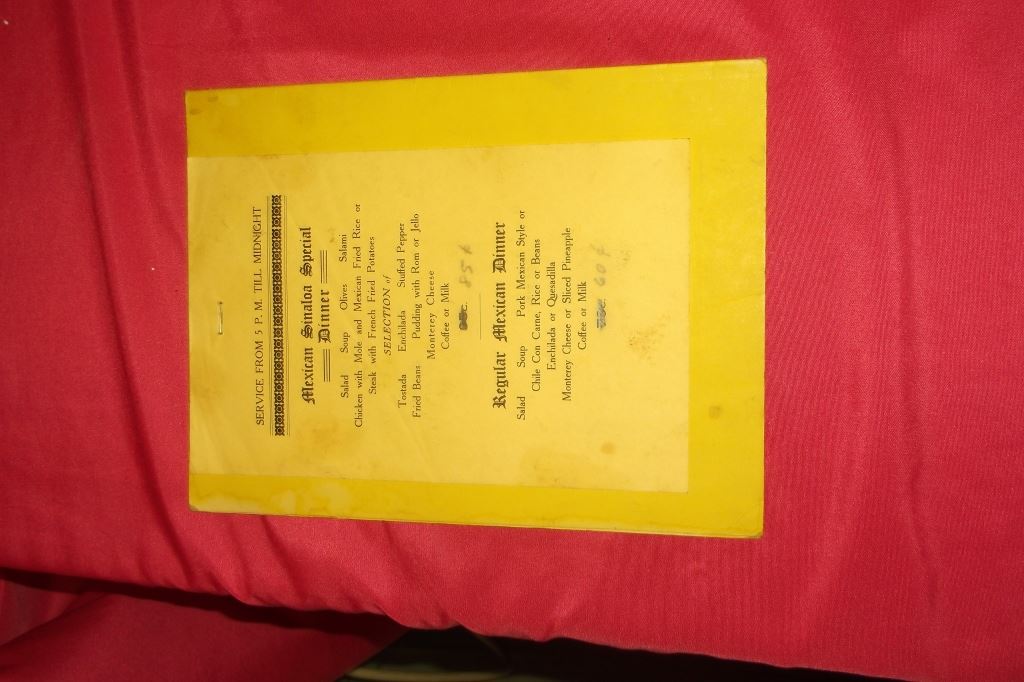 SERVICE FROM 5 P. M. TILL MIDNIGHT
Mexican Sinaloa Special
Dinner
Salad Soup Olives Salami
Chicken with Mole and Mexican Fried Rice or
Steak with French Fried Potatoes
SELECTION of
Tostada Enchilada Stuffed Pepper
Fried Beans Pudding with Rom or Jello
Monterey Cheese
Coffee or Milk
c. 85¢
Regular Mexican Dinner
Salad Soup Pork Mexican Style or
Chile Con Carne, Rice or Beans
Enchilada or Quesadilla
Monterey Cheese or Sliced Pineapple
Coffee or Milk
c. 60¢